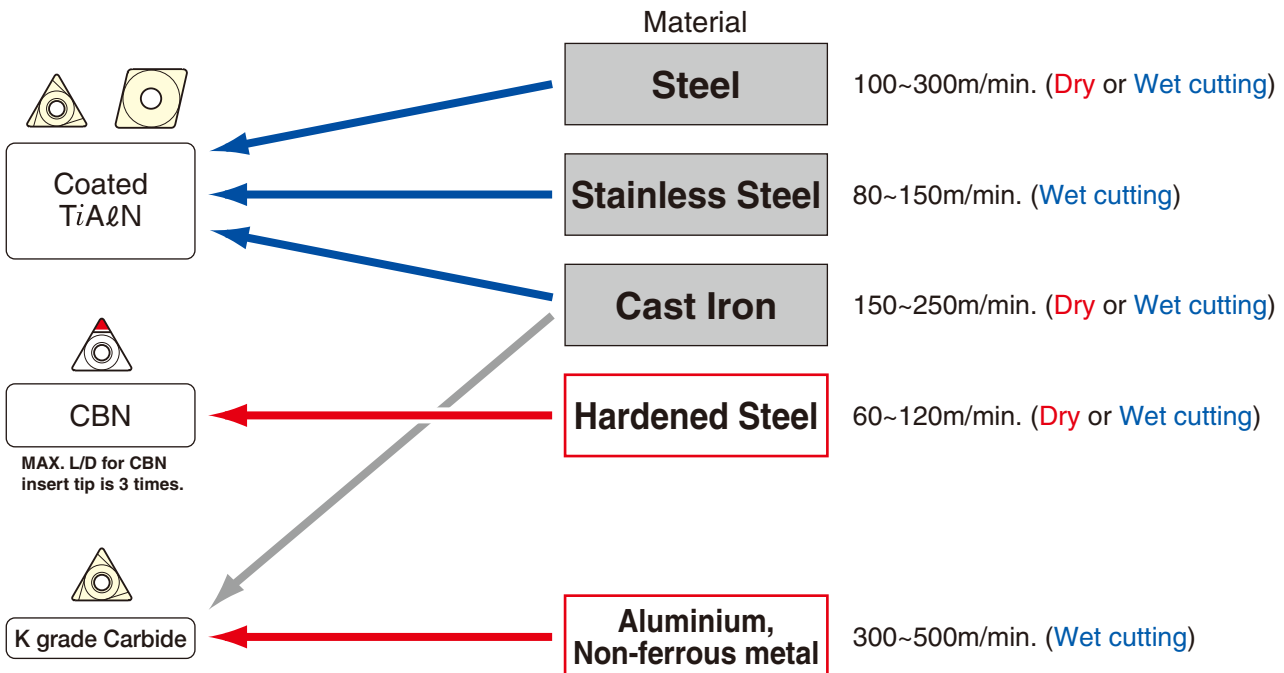 Material
Steel
100~300m/min. (Dry or Wet cutting)
Coated
TiAℓN
Stainless Steel
80~150m/min. (Wet cutting)
Cast Iron
150~250m/min. (Dry or Wet cutting)
CBN
Hardened Steel
60~120m/min. (Dry or Wet cutting)
MAX. L/D for CBN
insert tip is 3 times.
K grade Carbide
Aluminium,
Non-ferrous metal
300~500m/min. (Wet cutting)